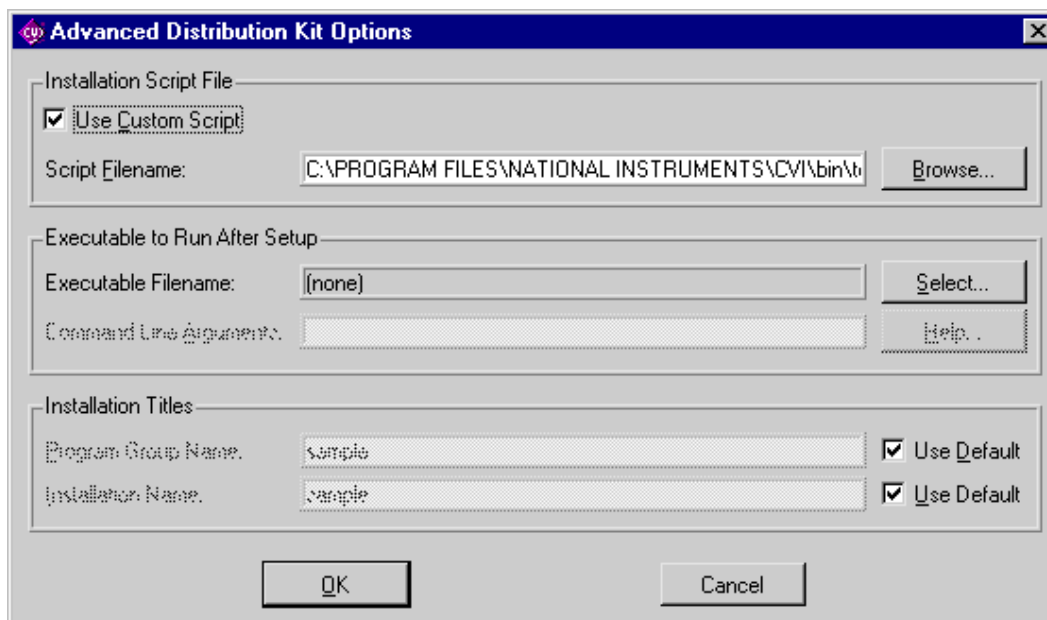 CVI Advanced Distribution Kit Options
Installation Script File
Use Custom Script
Script Filename: C:\PROGRAM FILES\NATIONAL INSTRUMENTS\CVI\bin\t Browse...
Executable to Run After Setup
Executable Filename: (none) Select...
Command Line Arguments: Help...
Installation Titles
Program Group Name: sample Use Default
Installation Name: sample Use Default
OK Cancel